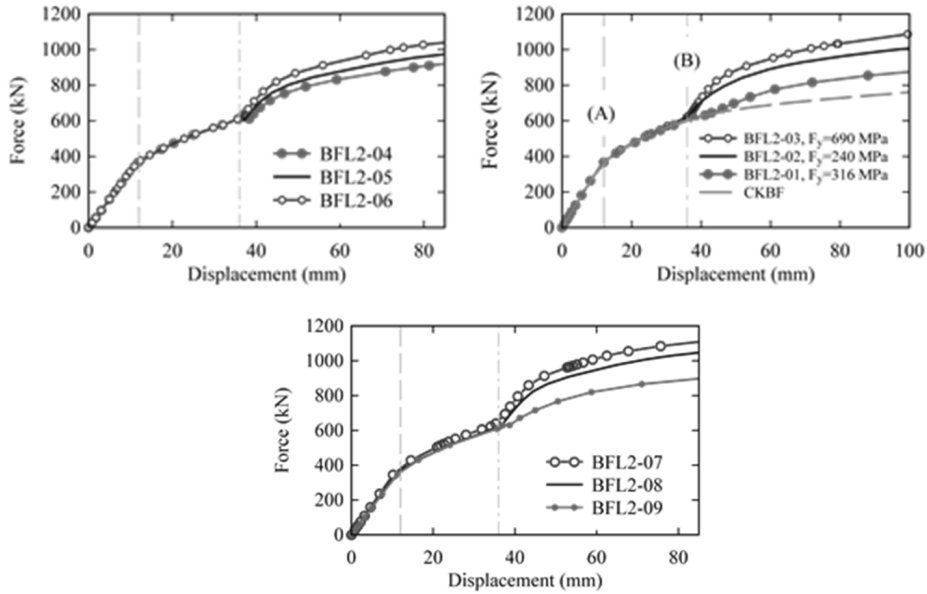 1200
1000
800
600
400
200
0
Force (kN)
BFL2-04
BFL2-05
BFL2-06
0 20 40 60 80
Displacement (mm)
1200
1000
800
600
400
200
0
Force (kN)
(A)
(B)
BFL2-03, Fy=690 MPa
BFL2-02, Fy=240 MPa
BFL2-01, Fy=316 MPa
CKBF
0 20 40 60 80 100
Displacement (mm)
1200
1000
800
600
400
200
0
Force (kN)
BFL2-07
BFL2-08
BFL2-09
0 20 40 60 80
Displacement (mm)